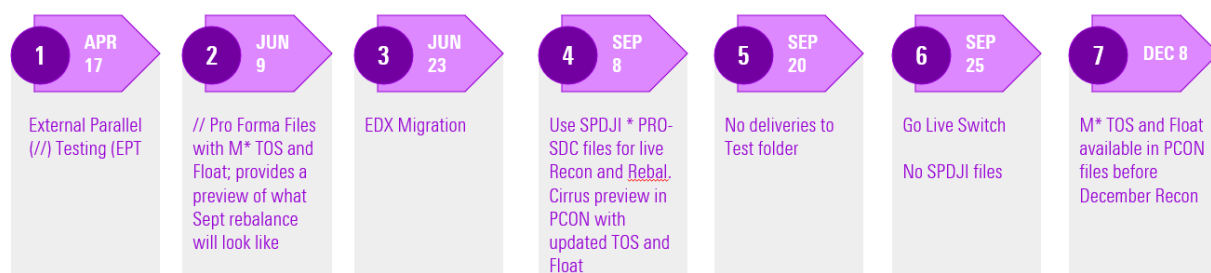 1
APR
17
External Parallel
(//) Testing (EPT
2
JUN
9
// Pro Forma Files
with M* TOS and
Float; provides a
preview of what
Sept rebalance
will look like
3
JUN
23
EDX Migration
4
SEP
8
Use SPDJI * PRO-
SDC files for live
Recon and Rebal.
Cirrus preview in
PCON with
updated TOS and
Float
5
SEP
20
No deliveries to
Test folder
6
SEP
25
Go Live Switch
No SPDJI files
7
DEC 8
M* TOS and Float
available in PCON
files before
December Recon